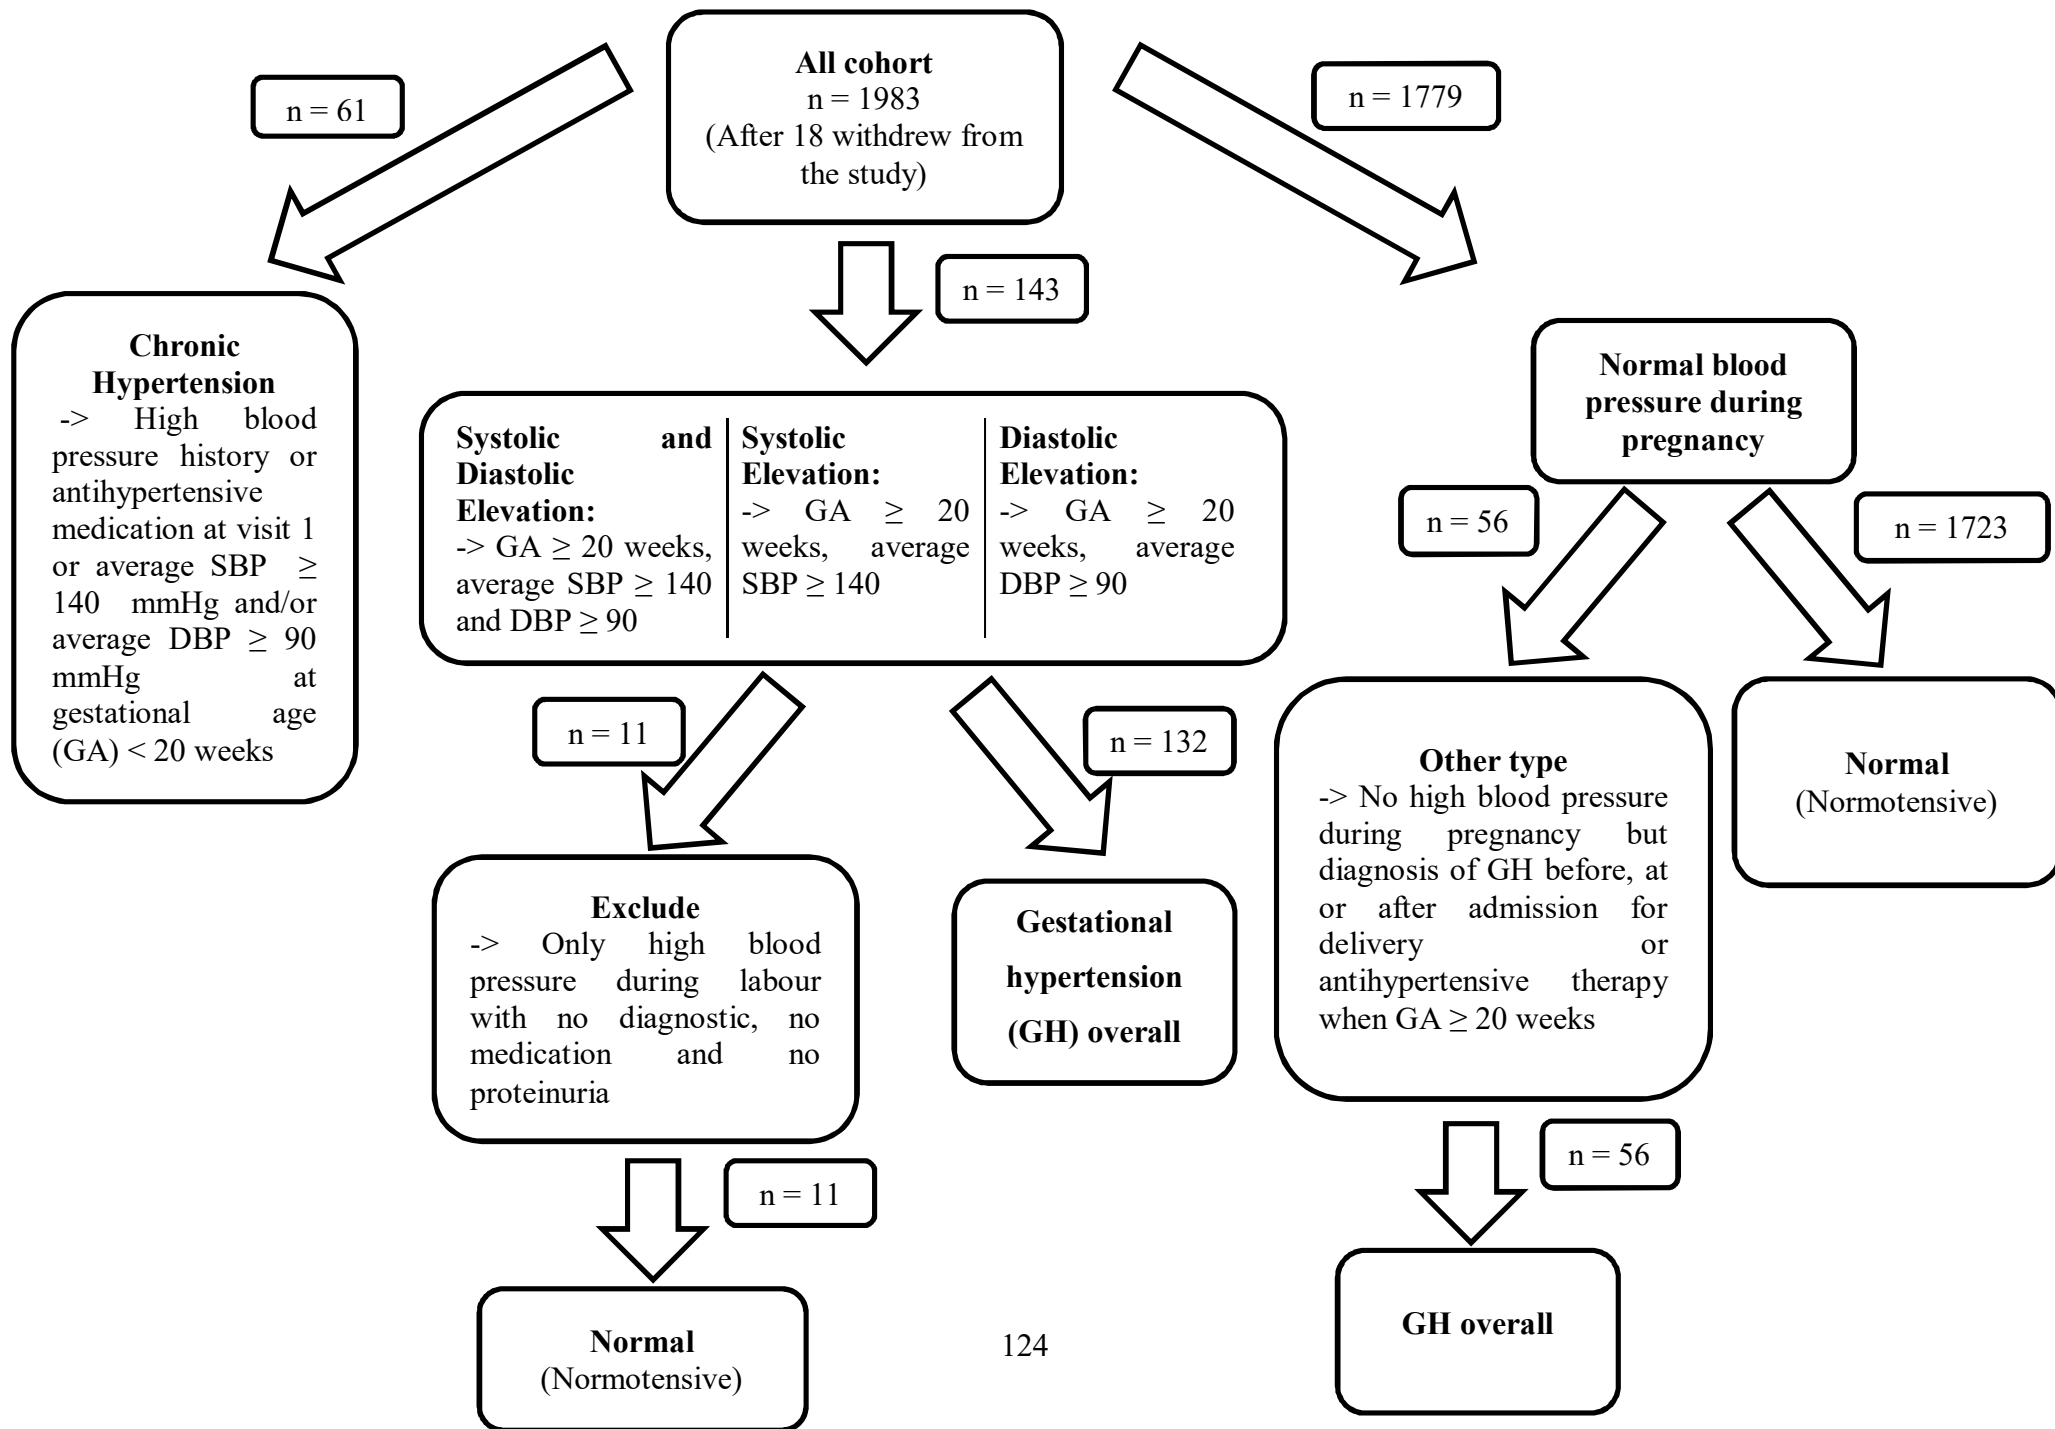 All cohort
n = 1983
(After 18 withdrew from
the study)
n = 61
n = 1779
n = 143
Chronic
Hypertension
-> High blood
pressure history or
antihypertensive
medication at visit 1
or average SBP ≥
140 mmHg and/or
average DBP ≥ 90
mmHg at
gestational age
(GA) < 20 weeks
Systolic and
Diastolic
Elevation:
-> GA ≥ 20 weeks,
average SBP ≥ 140
and DBP ≥ 90
Systolic
Elevation:
-> GA ≥ 20
weeks, average
SBP ≥ 140
Diastolic
Elevation:
-> GA ≥ 20
weeks, average
DBP ≥ 90
Normal blood
pressure during
pregnancy
n = 56
n = 1723
n = 11
n = 132
Exclude
-> Only high blood
pressure during labour
with no diagnostic, no
medication and no
proteinuria
Gestational
hypertension
(GH) overall
Other type
-> No high blood pressure
during pregnancy but
diagnosis of GH before, at
or after admission for
delivery or
antihypertensive therapy
when GA ≥ 20 weeks
Normal
(Normotensive)
n = 11
n = 56
Normal
(Normotensive)
GH overall
124